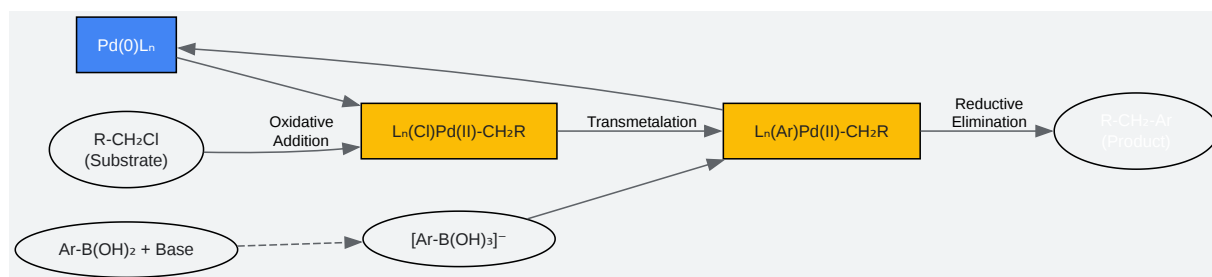 Pd(0)Lₙ
R-CH₂Cl
(Substrate)
Oxidative
Addition
Lₙ(Cl)Pd(II)-CH₂R
Transmetalation
Lₙ(Ar)Pd(II)-CH₂R
Reductive
Elimination
R-CH₂-Ar
(Product)
Ar-B(OH)₂ + Base
[Ar-B(OH)₃]⁻